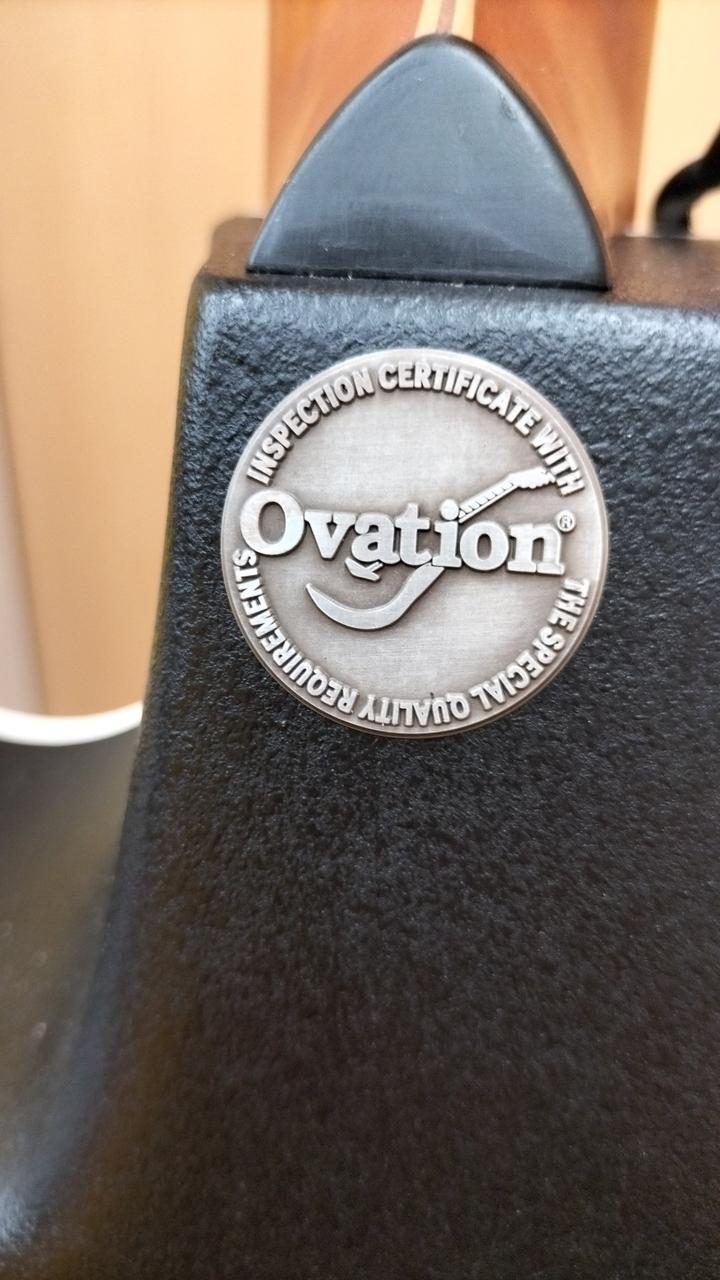 INSPECTION CERTIFICATE WITH
Ovation®
THE SPECIAL QUALITY REQUIREMENTS